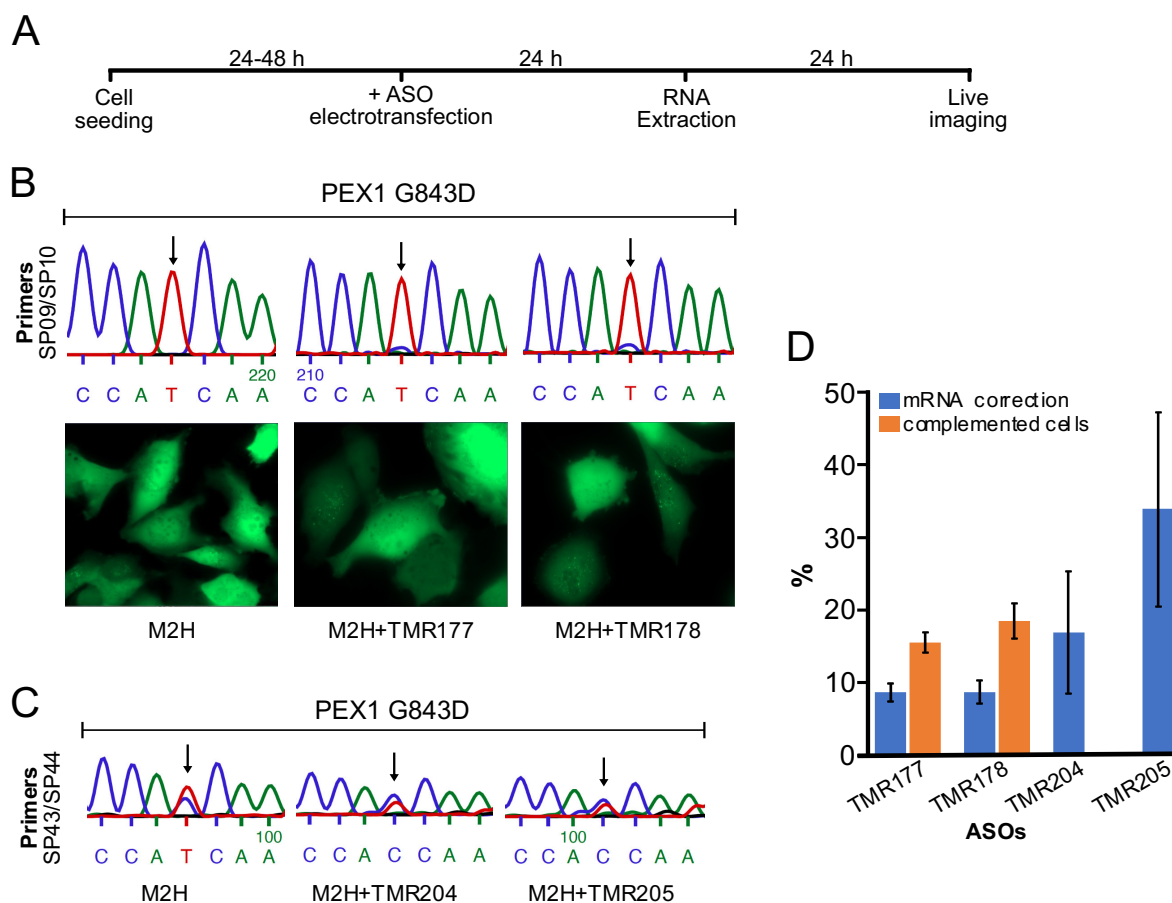 A
24-48 h
24 h
24 h
Cell
seeding
+ ASO
electrotransfection
RNA
Extraction
Live
imaging
B
PEX1 G843D
Primers
SP09/SP10
220
210
C C A T C A A
C C A T C A A
C C A T C A A
M2H
M2H+TMR177
M2H+TMR178
C
PEX1 G843D
Primers
SP43/SP44
100
100
C C A T C A A
C C A C C A A
C C A C C A A
M2H
M2H+TMR204
M2H+TMR205
D
mRNA correction
complemented cells
50
40
30
20
10
0
%
TMR177
TMR178
TMR204
TMR205
ASOs